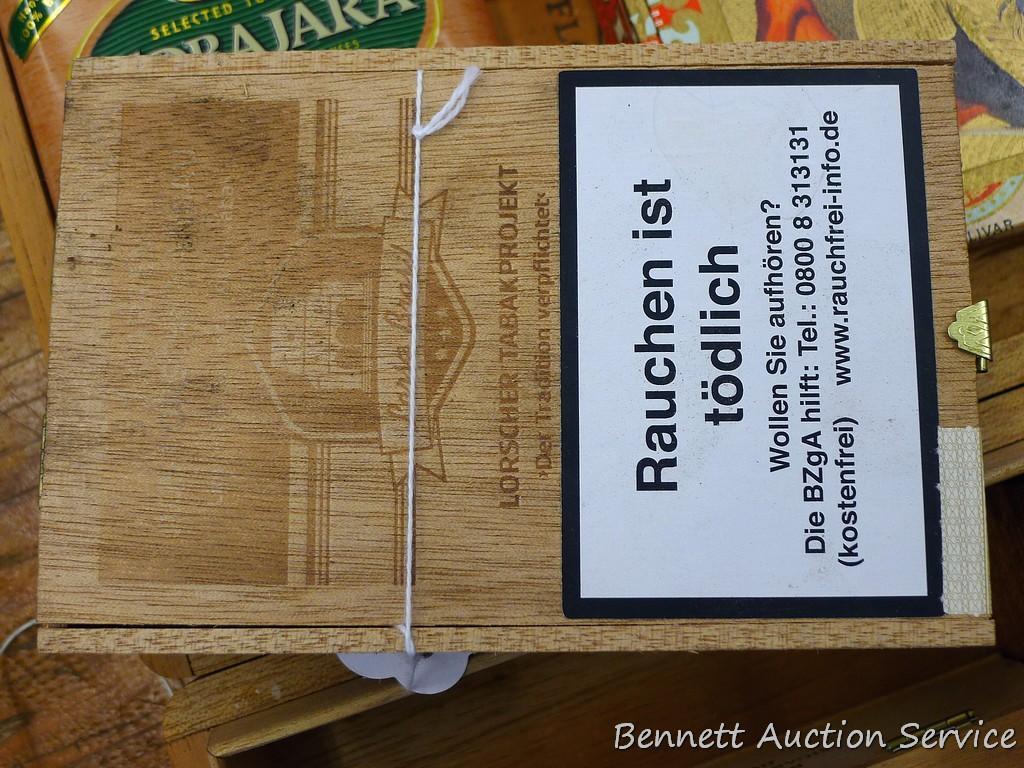 SELECTED
LORSCHER TABAKPROJEKT
"Der Tradition verpflichtet"
Rauchen ist
tödlich
Wollen Sie aufhören?
Die BZgA hilft: Tel.: 0800 8 313131
(kostenfrei) www.rauchfrei-info.de
LIVAR
Bennett Auction Service